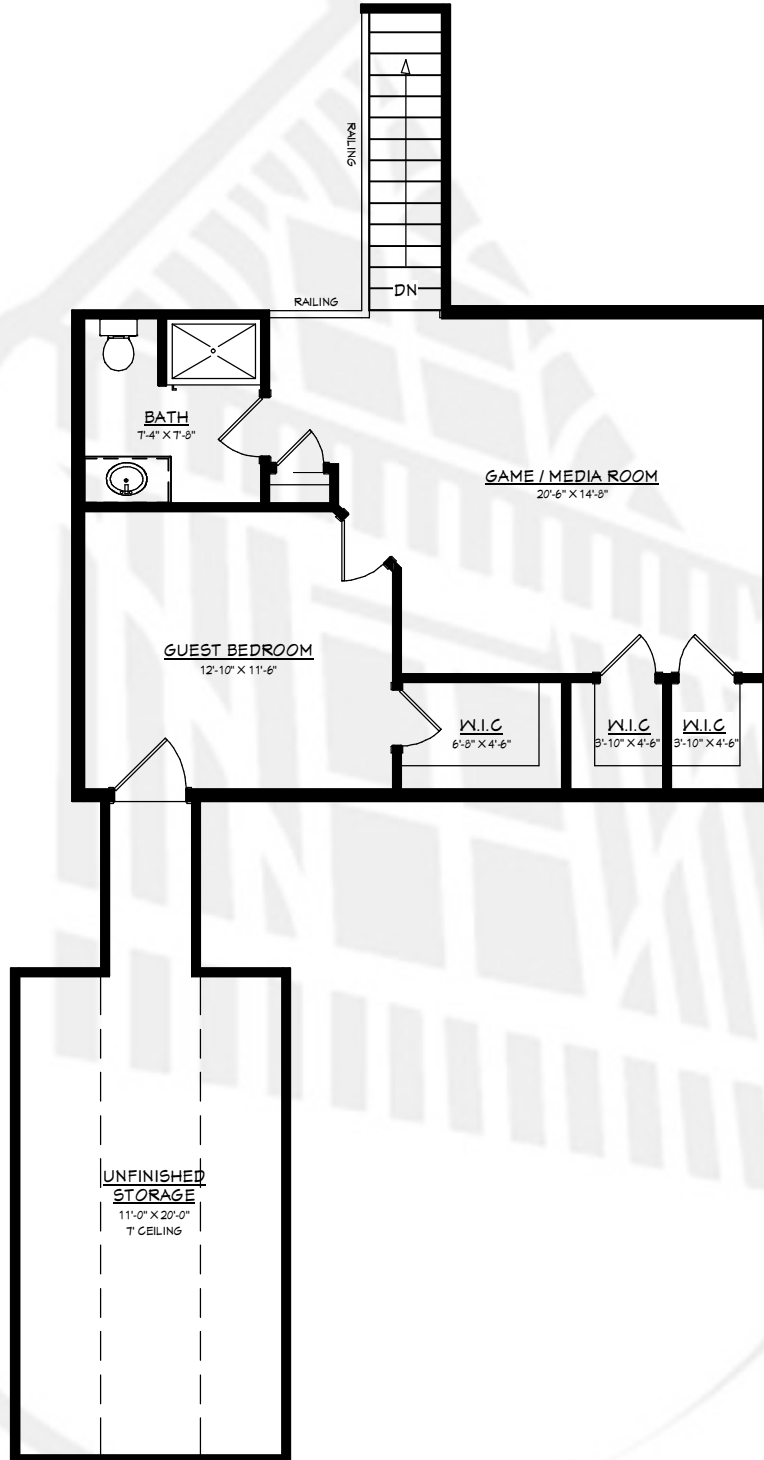 RAILING
RAILING
DN
BATH
7'-4" X 7'-8"
GAME / MEDIA ROOM
20'-6" X 14'-8"
GUEST BEDROOM
12'-10" X 11'-6"
W.I.C
6'-8" X 4'-6"
W.I.C
3'-10" X 4'-6"
W.I.C
3'-10" X 4'-6"
UNFINISHED
STORAGE
11'-0" X 20'-0"
7' CEILING